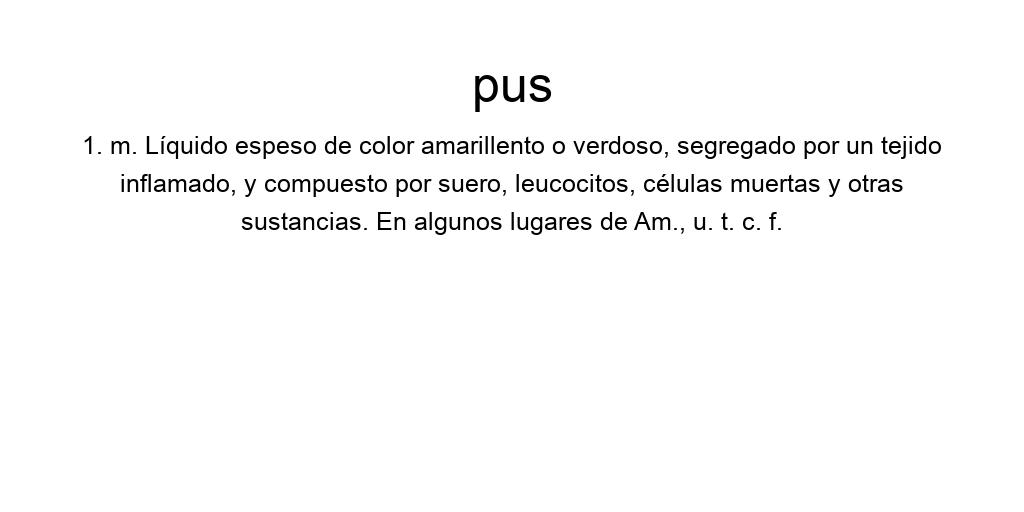 pus
1. m. Líquido espeso de color amarillento o verdoso, segregado por un tejido
inflamado, y compuesto por suero, leucocitos, células muertas y otras
sustancias. En algunos lugares de Am., u. t. c. f.